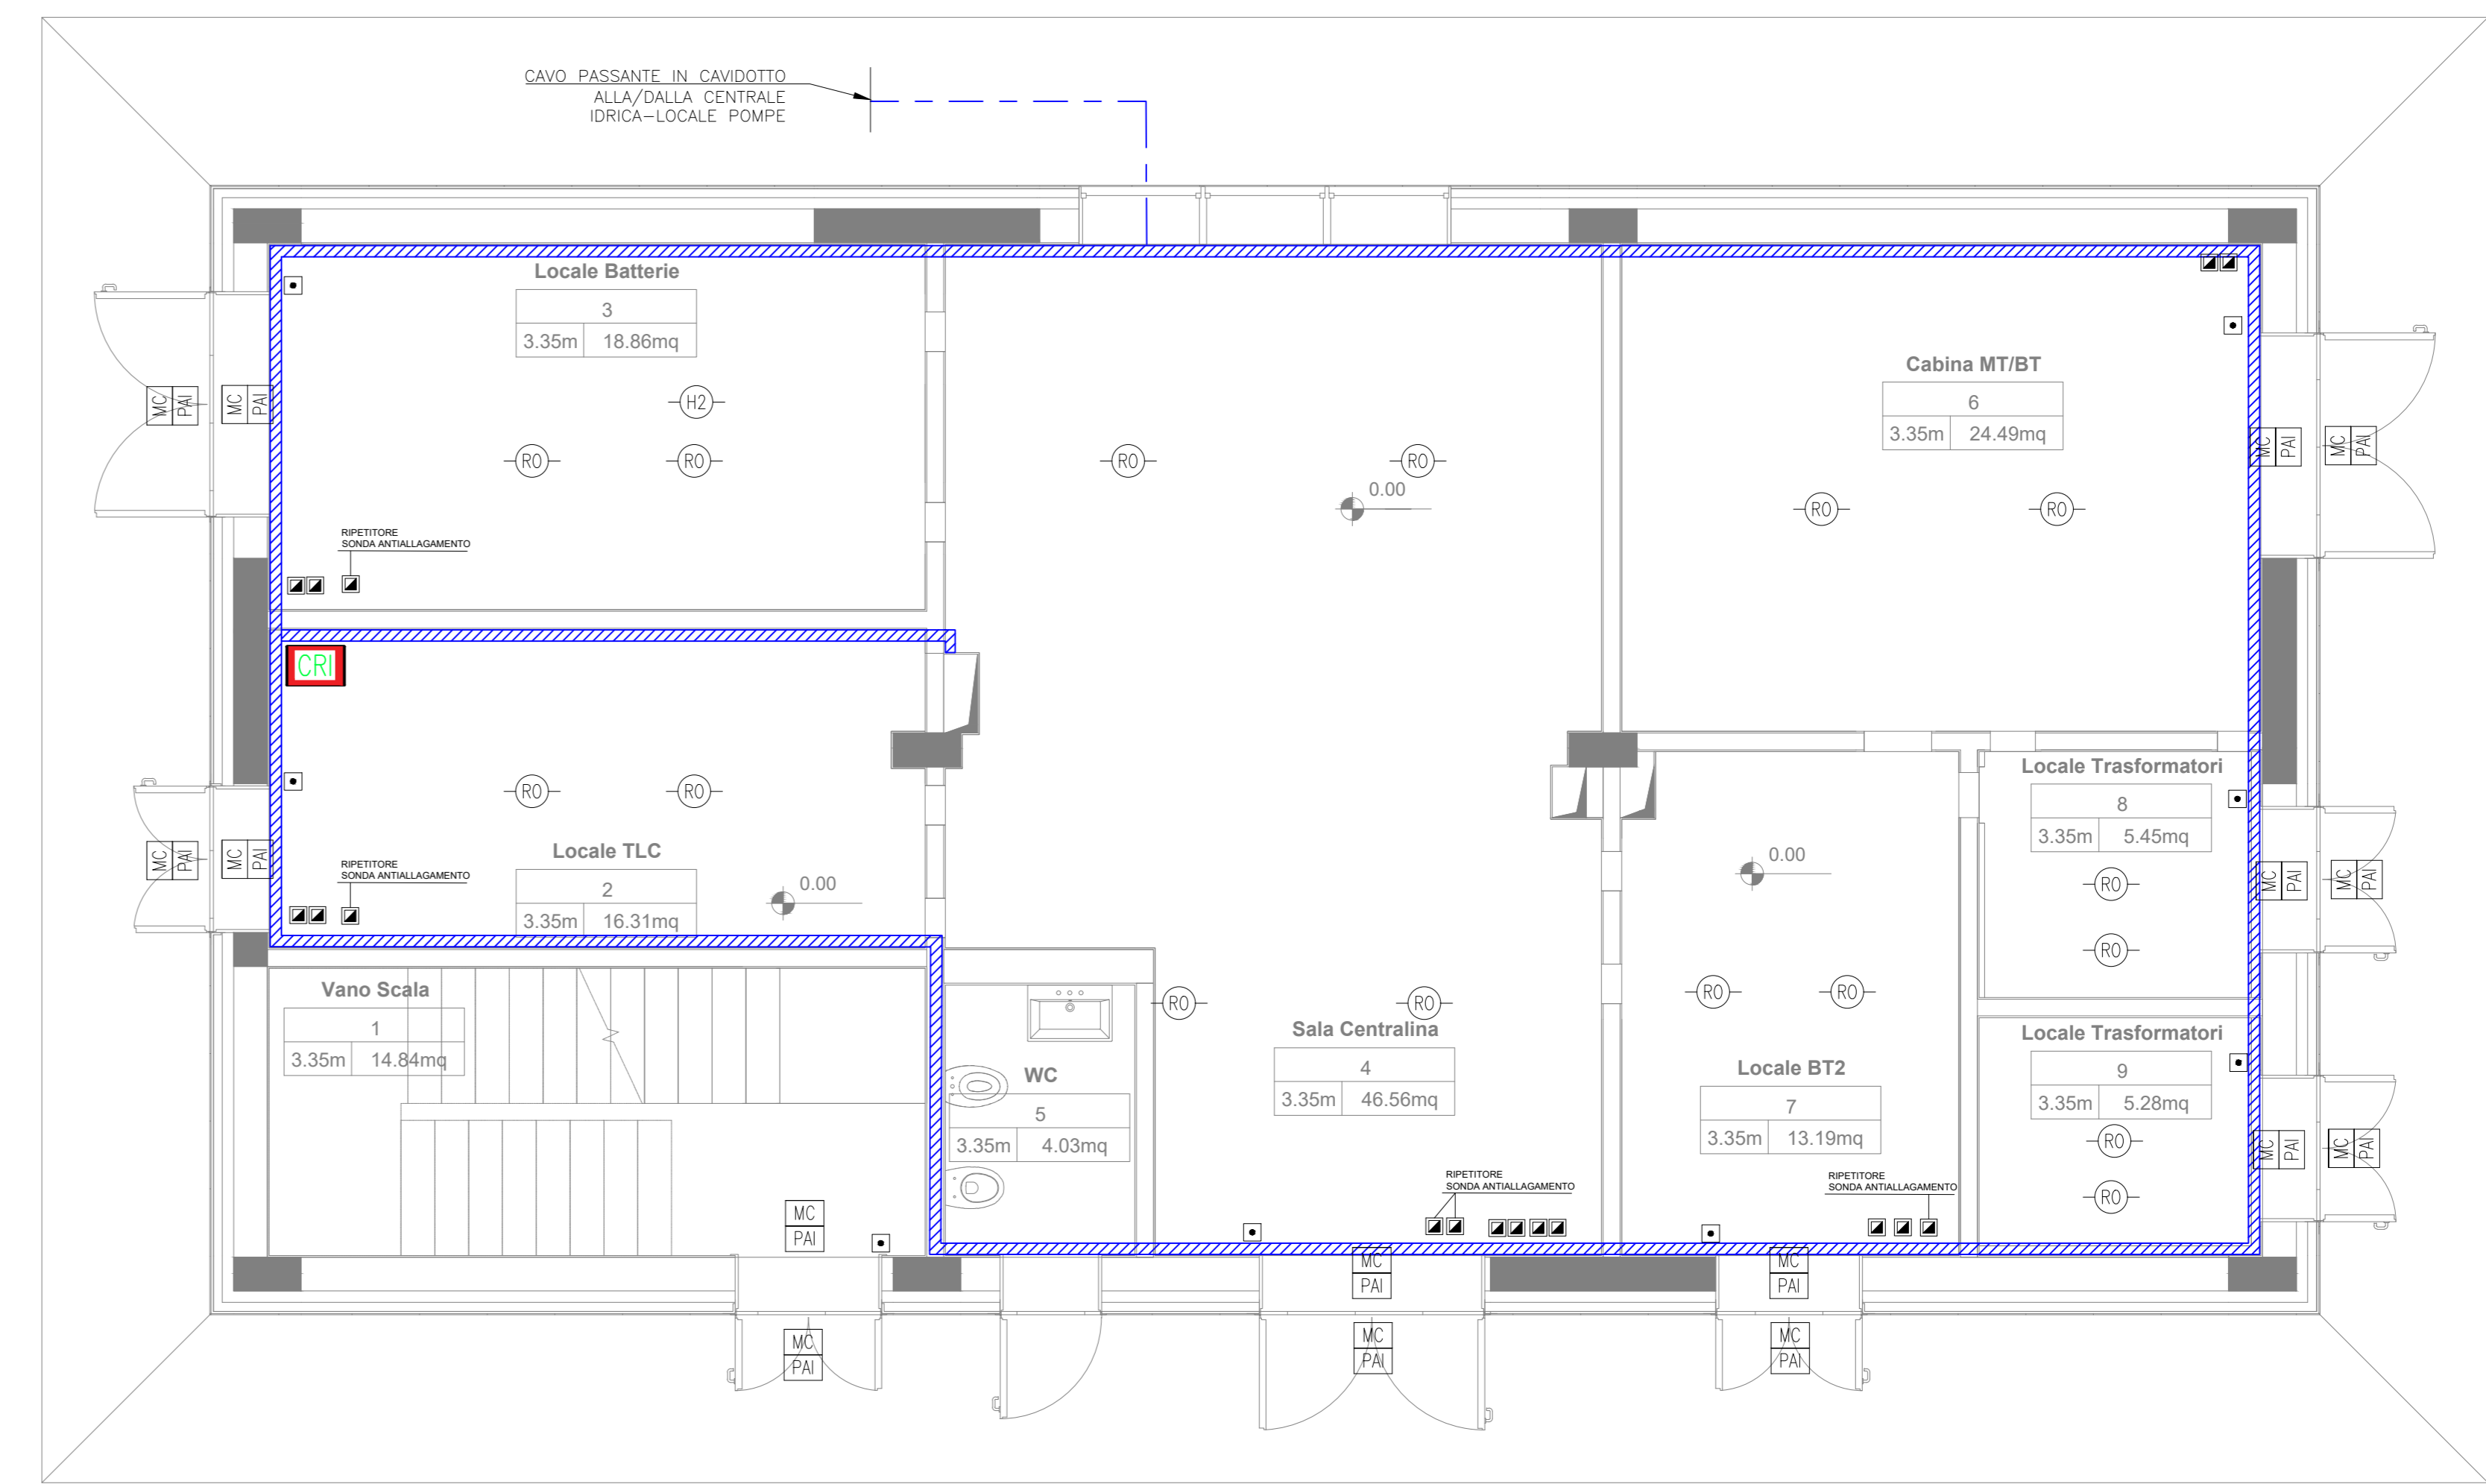 CAVO PASSANTE IN CAVIDOTTO
ALLA/DALLA CENTRALE
IDRICA-LOCALE POMPE
Locale Batterie
3
3.35m 18.86mq
H2
RO
RO
RIPETITORE
SONDA ANTIALLAGAMENTO
MC PAI
MC PAI
RO
RO
0.00
Cabina MT/BT
6
3.35m 24.49mq
RO
RO
MC PAI
MC PAI
CRI
RO
RO
Locale TLC
2
3.35m 16.31mq
0.00
RIPETITORE
SONDA ANTIALLAGAMENTO
MC PAI
MC PAI
Locale Trasformatori
8
3.35m 5.45mq
RO
RO
MC PAI
MC PAI
0.00
RO
RO
Locale BT2
7
3.35m 13.19mq
RIPETITORE
SONDA ANTIALLAGAMENTO
Vano Scala
1
3.35m 14.84mq
WC
5
3.35m 4.03mq
RO
RO
Sala Centralina
4
3.35m 46.56mq
RIPETITORE
SONDA ANTIALLAGAMENTO
Locale Trasformatori
9
3.35m 5.28mq
RO
RO
MC PAI
MC PAI
MC
PAI
MC
PAI
MC
PAI
MC
PAI
MC
PAI
MC
PAI